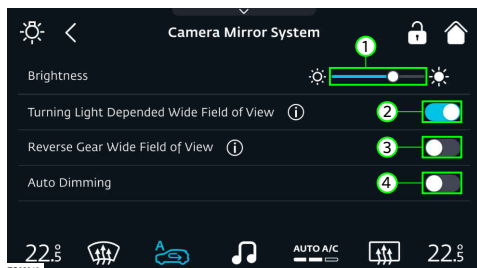 Camera Mirror System
1
Brightness
Turning Light Depended Wide Field of View i
2
Reverse Gear Wide Field of View i
3
Auto Dimming
4
22.5° A AUTO A/C 22.5°